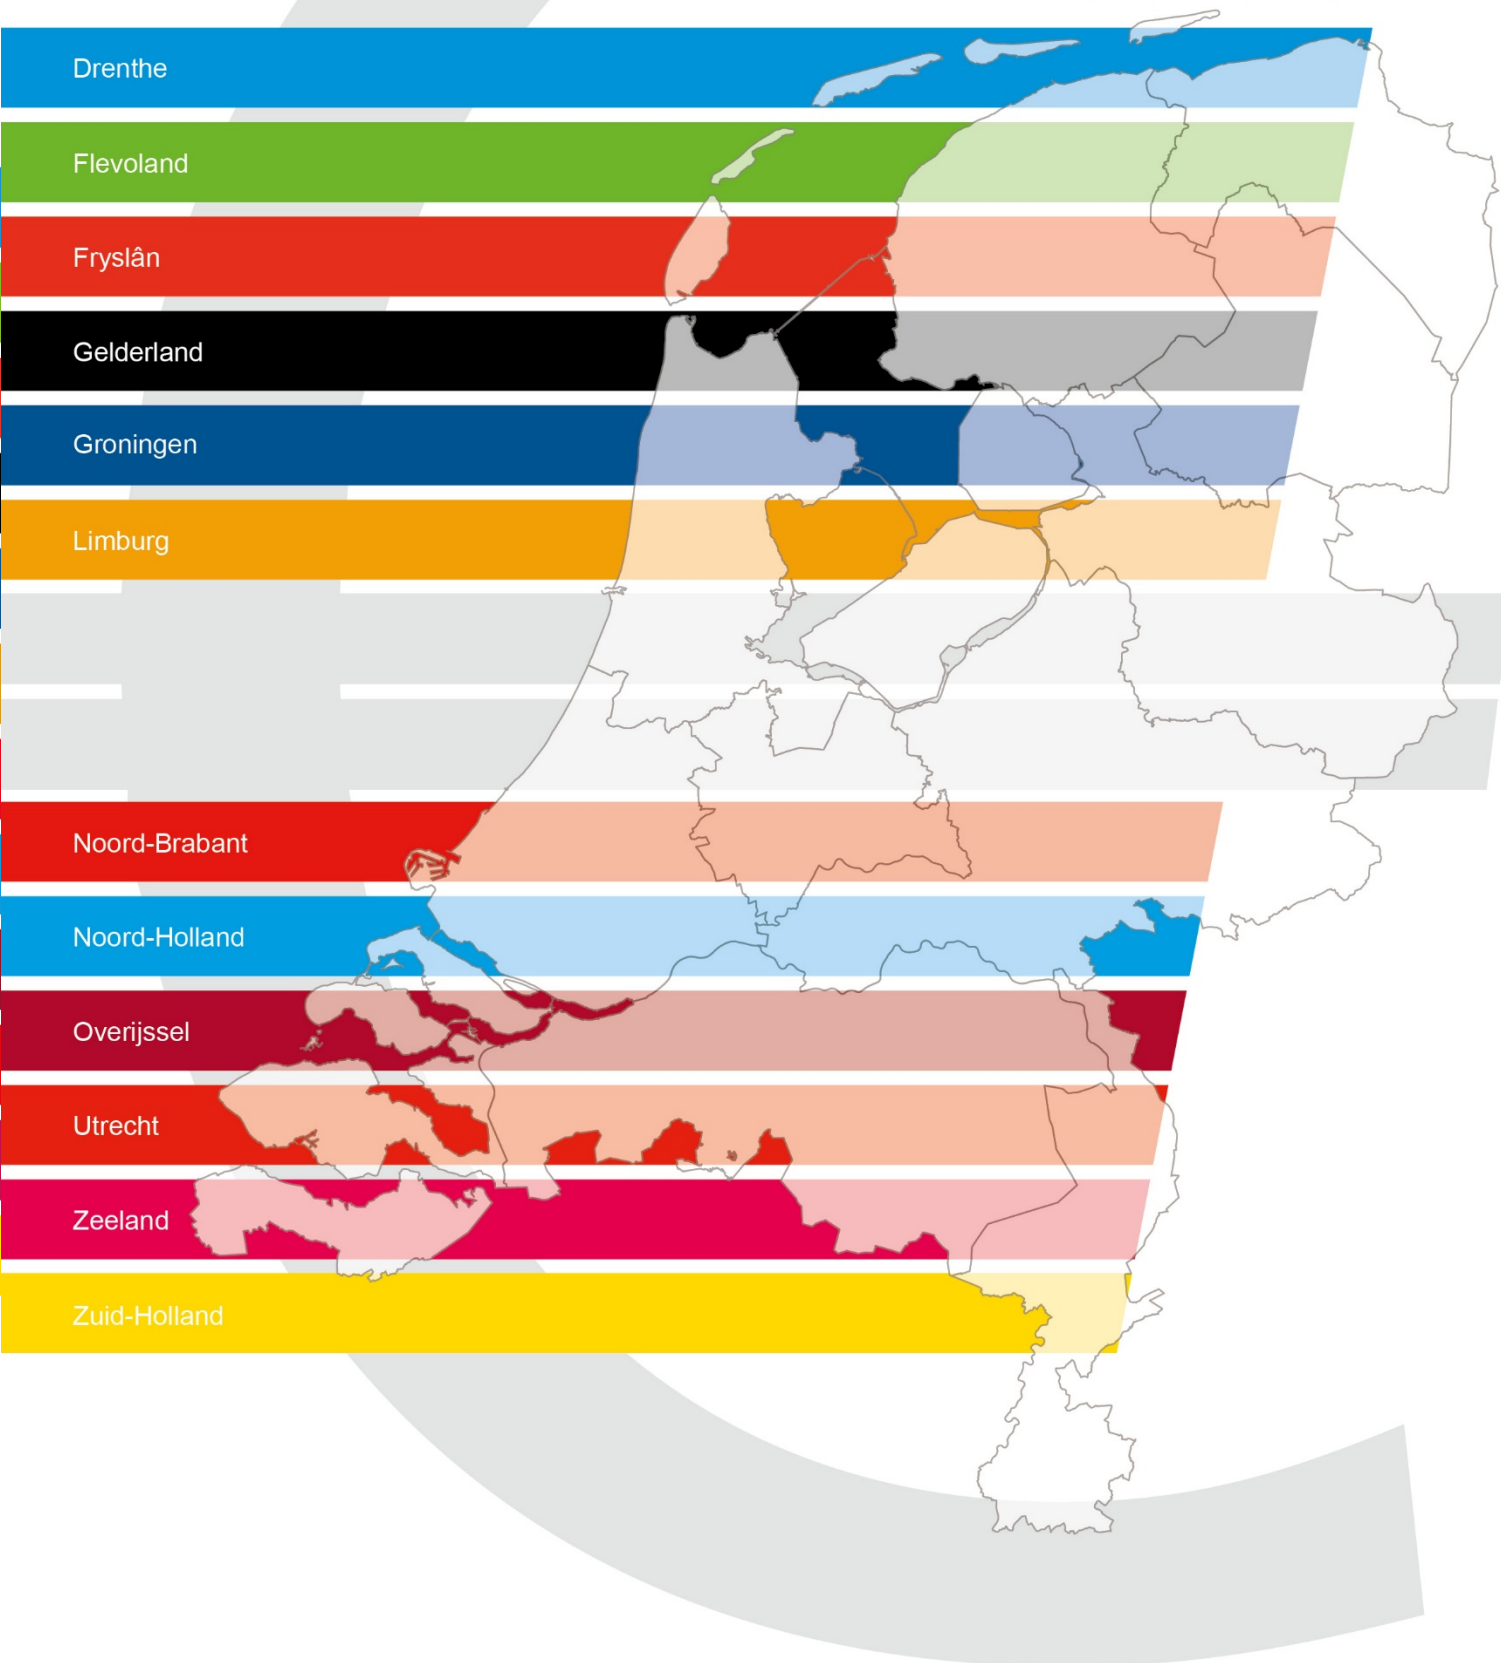 Drenthe
Flevoland
Fryslân
Gelderland
Groningen
Limburg
Noord-Brabant
Noord-Holland
Overijssel
Utrecht
Zeeland
Zuid-Holland